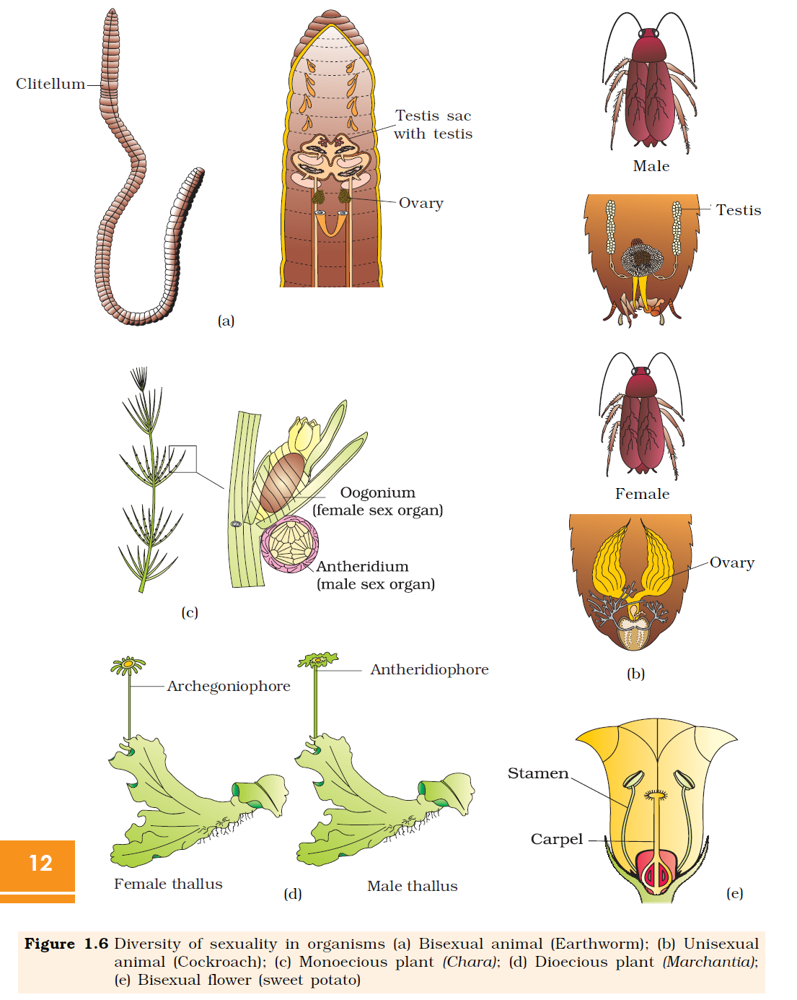 Clitellum
Testis sac
with testis
Ovary
(a)
Male
Testis
Female
Ovary
(b)
Oogonium
(female sex organ)
Antheridium
(male sex organ)
(c)
Archegoniophore
Antheridiophore
Female thallus
Male thallus
(d)
Stamen
Carpel
(e)
12
Figure 1.6 Diversity of sexuality in organisms (a) Bisexual animal (Earthworm); (b) Unisexual
animal (Cockroach); (c) Monoecious plant (Chara); (d) Dioecious plant (Marchantia);
(e) Bisexual flower (sweet potato)